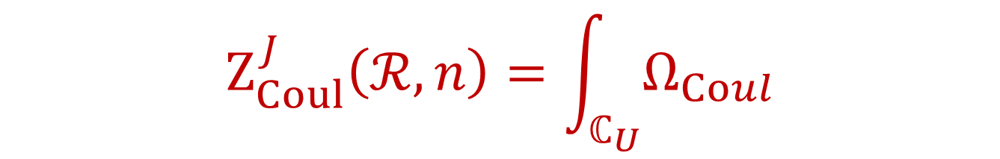 Z^J_Coul(ℛ, n) = ∫_{ℂ_U} Ω_Coul